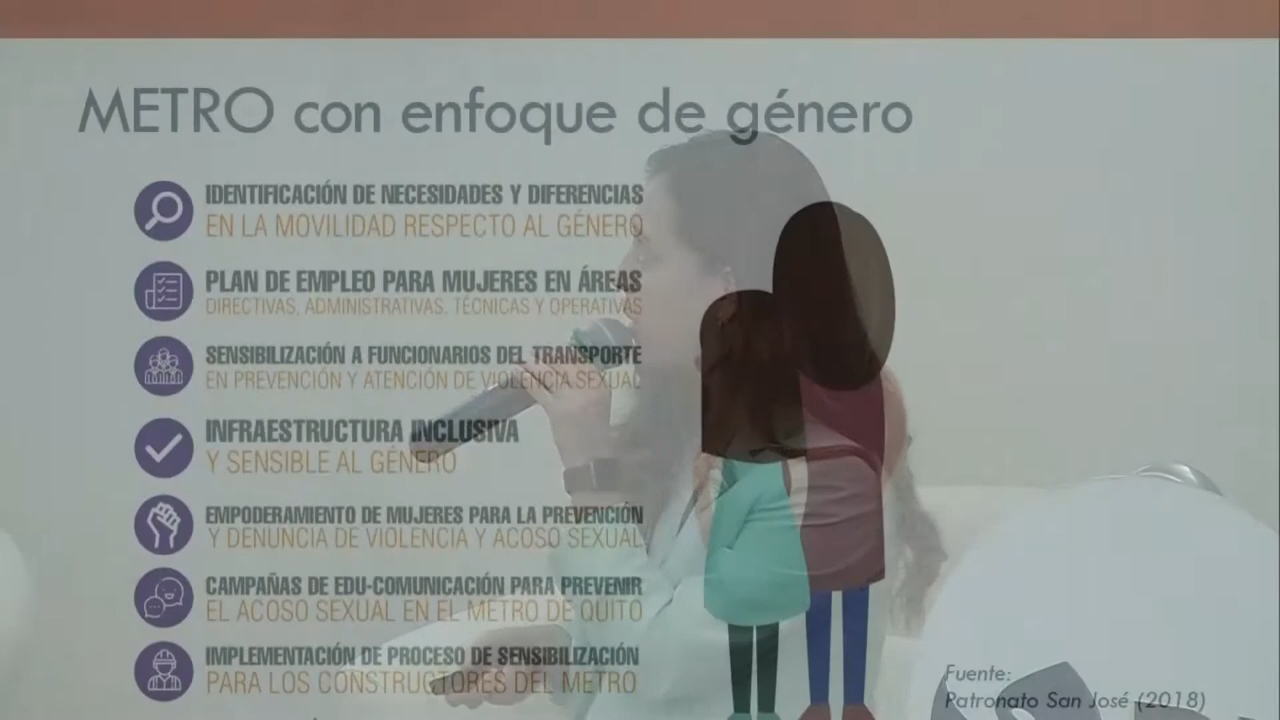 METRO con enfoque de género
IDENTIFICACIÓN DE NECESIDADES Y DIFERENCIAS
EN LA MOVILIDAD RESPECTO AL GÉNERO
PLAN DE EMPLEO PARA MUJERES EN ÁREAS
DIRECTIVAS, ADMINISTRATIVAS, TÉCNICAS Y OPERATIVAS
SENSIBILIZACIÓN A FUNCIONARIOS DEL TRANSPORTE
EN PREVENCIÓN Y ATENCIÓN DE VIOLENCIA SEXUAL
INFRAESTRUCTURA INCLUSIVA
Y SENSIBLE AL GÉNERO
EMPODERAMIENTO DE MUJERES PARA LA PREVENCIÓN
Y DENUNCIA DE VIOLENCIA Y ACOSO SEXUAL
CAMPAÑAS DE EDU-COMUNICACIÓN PARA PREVENIR
EL ACOSO SEXUAL EN EL METRO DE QUITO
IMPLEMENTACIÓN DE PROCESO DE SENSIBILIZACIÓN
PARA LOS CONSTRUCTORES DEL METRO
Fuente:
Patronato San José (2018)